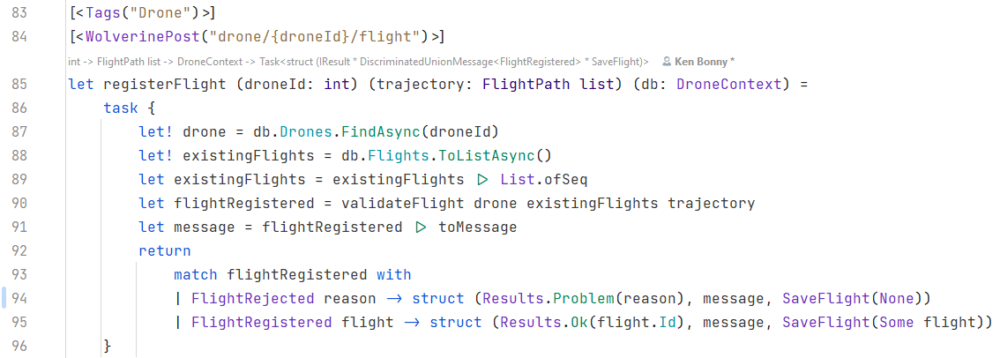 83 [<Tags("Drone")>]
84 [<WolverinePost("drone/{droneId}/flight")>]
int -> FlightPath list -> DroneContext -> Task<struct (IResult * DiscriminatedUnionMessage<FlightRegistered> * SaveFlight)> Ken Bonny *
85 let registerFlight (droneId: int) (trajectory: FlightPath list) (db: DroneContext) =
86     task {
87         let! drone = db.Drones.FindAsync(droneId)
88         let! existingFlights = db.Flights.ToListAsync()
89         let existingFlights = existingFlights |> List.ofSeq
90         let flightRegistered = validateFlight drone existingFlights trajectory
91         let message = flightRegistered |> toMessage
92         return
93             match flightRegistered with
94             | FlightRejected reason -> struct (Results.Problem(reason), message, SaveFlight(None))
95             | FlightRegistered flight -> struct (Results.Ok(flight.Id), message, SaveFlight(Some flight))
96     }